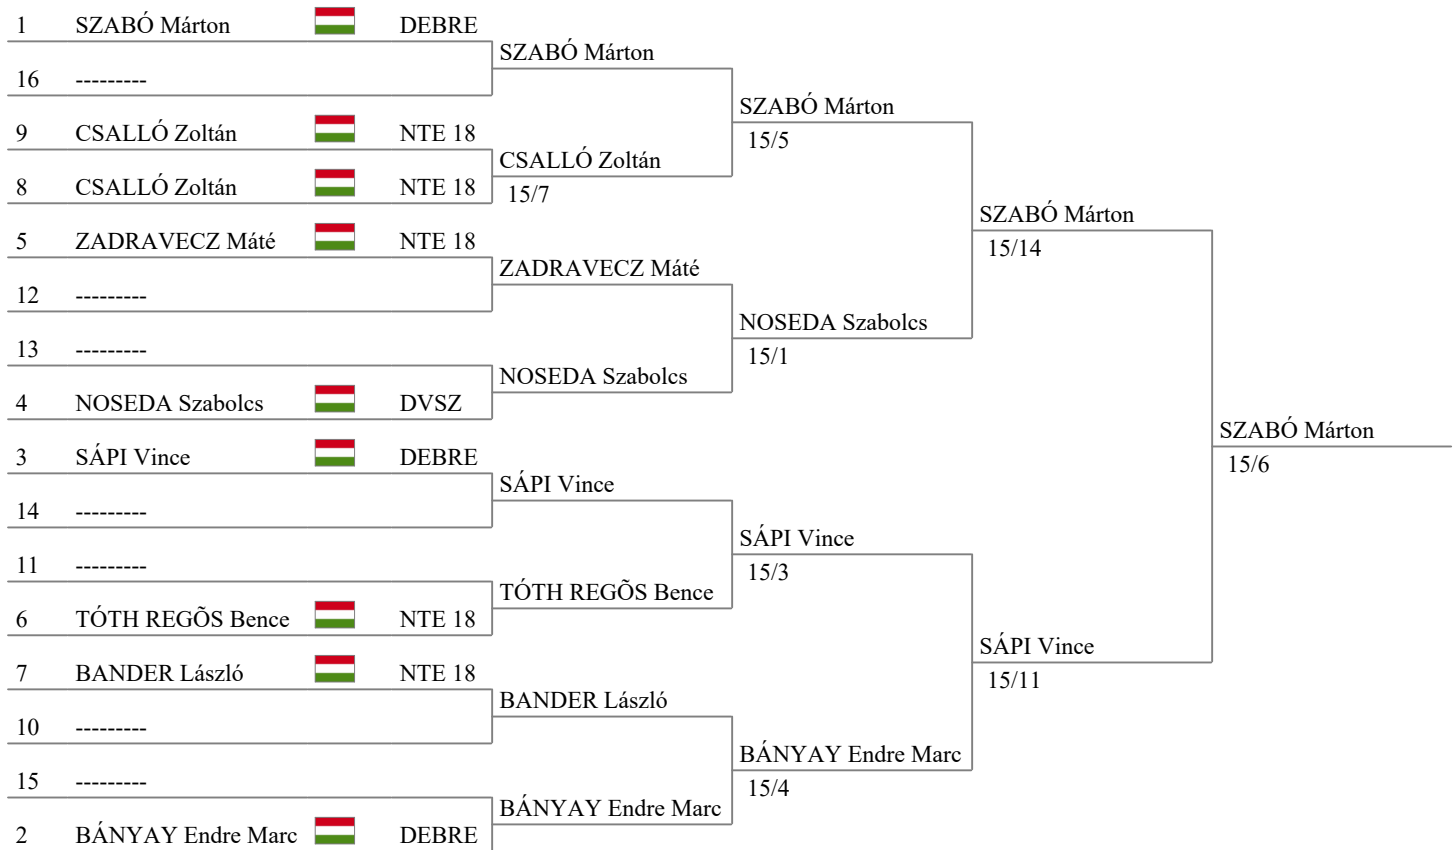 1 SZABÓ Márton DEBRE
SZABÓ Márton
16 ---------
SZABÓ Márton
9 CSALLÓ Zoltán NTE 18
15/5
CSALLÓ Zoltán
8 CSALLÓ Zoltán NTE 18
15/7
SZABÓ Márton
5 ZADRAVECZ Máté NTE 18
15/14
ZADRAVECZ Máté
12 ---------
NOSEDA Szabolcs
13 ---------
15/1
NOSEDA Szabolcs
4 NOSEDA Szabolcs DVSZ
SZABÓ Márton
3 SÁPI Vince DEBRE
15/6
SÁPI Vince
14 ---------
SÁPI Vince
11 ---------
15/3
TÓTH REGÕS Bence
6 TÓTH REGÕS Bence NTE 18
SÁPI Vince
7 BANDER László NTE 18
15/11
BANDER László
10 ---------
BÁNYAY Endre Marc
15 ---------
15/4
BÁNYAY Endre Marc
2 BÁNYAY Endre Marc DEBRE